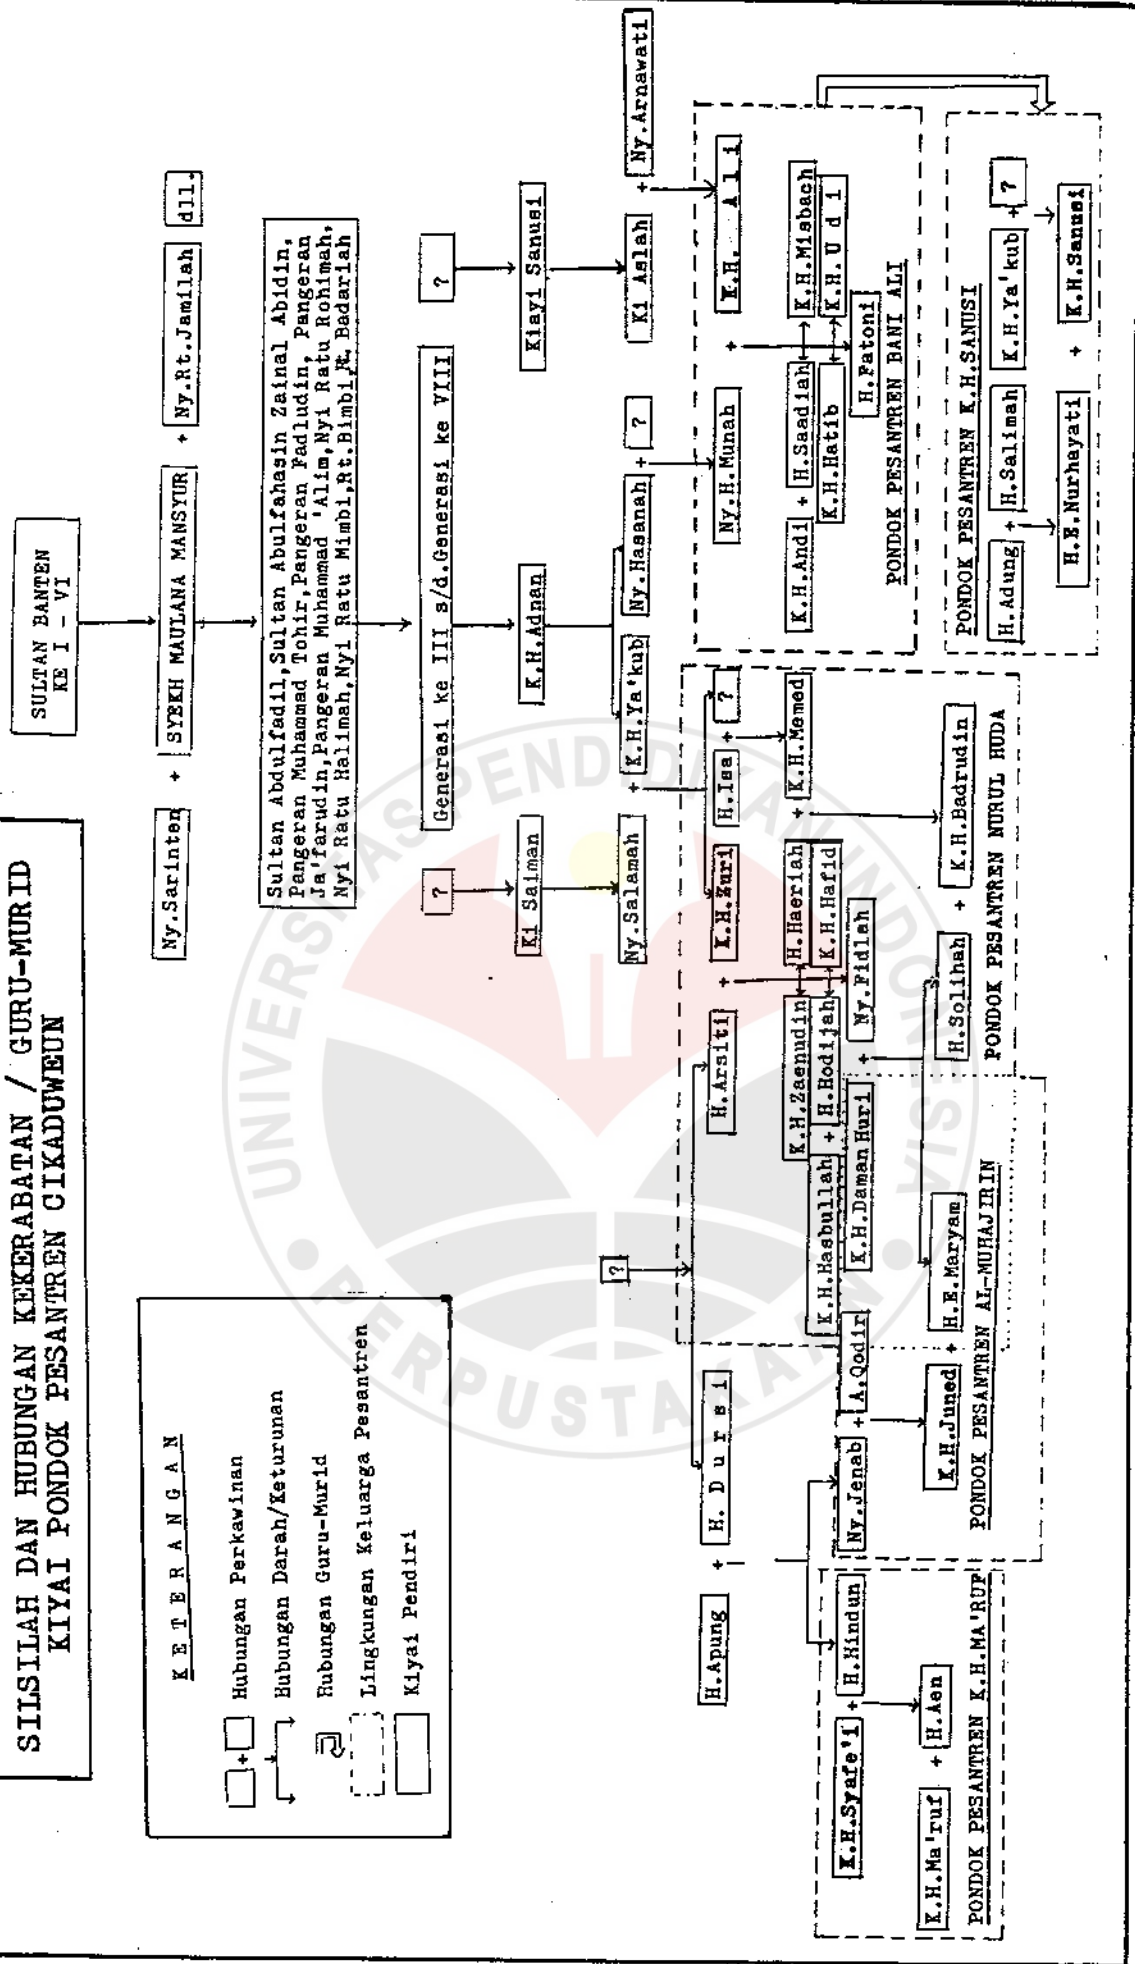 SILSILAH DAN HUBUNGAN KEKERABATAN / GURU-MURID
KIYAI PONDOK PESANTREN CIKADUWEUN
K E T E R A N G A N
+
Hubungan Perkawinan
Hubungan Darah/Keturunan
Hubungan Guru-Murid
Lingkungan Keluarga Pesantren
Kiyai Pendiri
SULTAN BANTEN
KE I - VI
Ny.Sarinten + SYEKH MAULANA MANSYUR + Ny.Rt.Jamilah dll.
Sultan Abdulfadil,Sultan Abulfahasin Zainal Abidin,
Pangeran Muhammad Tohir,Pangeran Fadludin, Pangeran
Ja'farudin,Pangeran Muhammad 'Alim,Nyi Ratu Rohimah,
Nyi Ratu Halimah,Nyi Ratu Mimbi,Rt.Bimbi,R. Badariah
? Generasi ke III s/d.Generasi ke VIII ?
Ki Saiman K.H.Adnan Kiayi Sanusi
? Ny.Salamah + K.H.Ya'kub Ny.Hasanah + ? Ki Aslah + Ny.Arnawati
H.Apung + H. D u r s i H.Arsiti + K.H.Zuri H.Isa + ? Ny.H.Munah + K.H. A l i
K.H.Zaenudin H.Haeriah + K.H.Memed K.H.Andi + H.Saadiah K.H.Misbach
K.H.Hasbullah + H.Hodijah K.H.Hafid K.H.Hatib K.H. U d i
K.H.Syafe'i + H.Hindun Ny.Jenab + A.Qodir K.H.DamanHuri + Ny.Fidlah H.Fatoni
PONDOK PESANTREN BANI ALI
K.H.Ma'ruf + H.Aen K.H.Juned + H.E.Maryam H.Solihah + K.H.Badrudin
PONDOK PESANTREN K.H.MA'RUF PONDOK PESANTREN AL-MUHAJIRIN PONDOK PESANTREN NURUL HUDA
PONDOK PESANTREN K.H.SANUSI
H.Adung + H.Salimah K.H.Ya'kub + ?
H.E.Nurhayati + K.H.Sanusi
UNIVERSITAS PENDIDIKAN INDONESIA
PERPUSTAKAAN